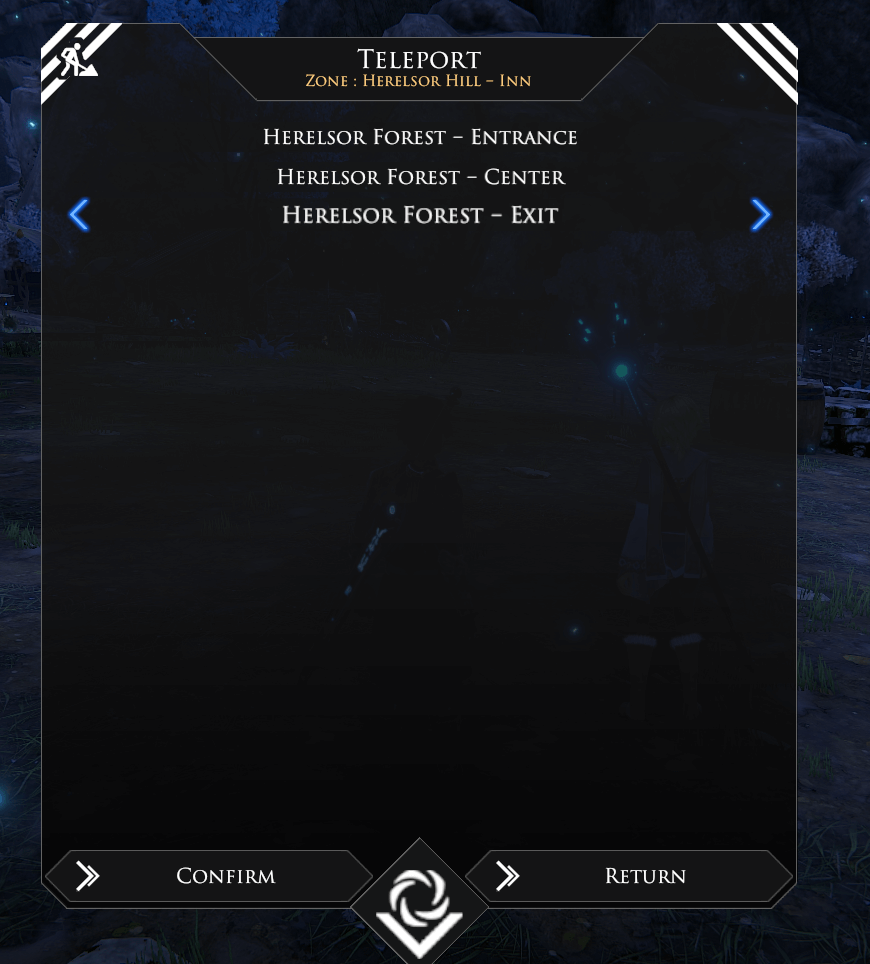 Teleport
Zone : Herelsor Hill – Inn
Herelsor Forest – Entrance
Herelsor Forest – Center
Herelsor Forest – Exit
Confirm
Return